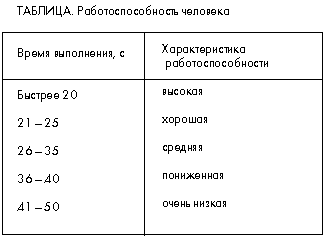 ТАБЛИЦА. Работоспособность человека
Время выполнения, с
Характеристика
работоспособности
Быстрее 20 высокая
21 – 25 хорошая
26 – 35 средняя
36 – 40 пониженная
41 – 50 очень низкая